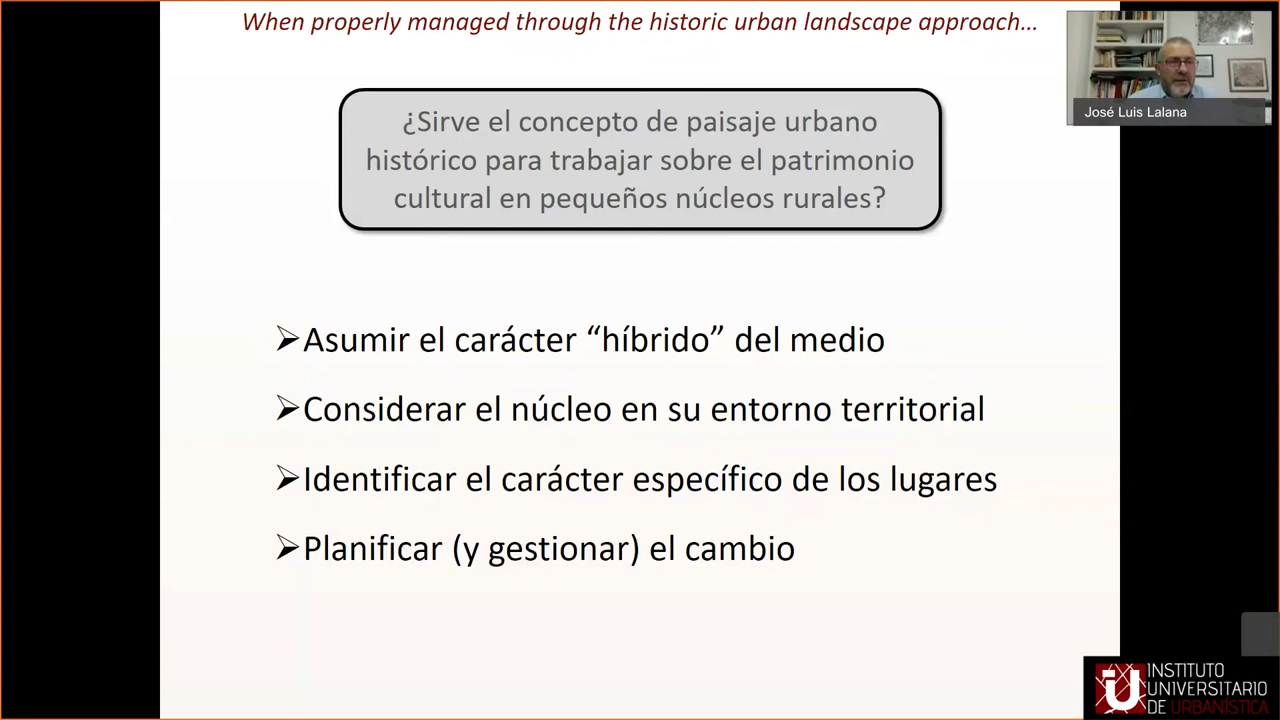 When properly managed through the historic urban landscape approach…
José Luis Lalana
¿Sirve el concepto de paisaje urbano
histórico para trabajar sobre el patrimonio
cultural en pequeños núcleos rurales?
➢Asumir el carácter “híbrido” del medio
➢Considerar el núcleo en su entorno territorial
➢Identificar el carácter específico de los lugares
➢Planificar (y gestionar) el cambio
iU
INSTITUTO
UNIVERSITARIO
DE URBANÍSTICA